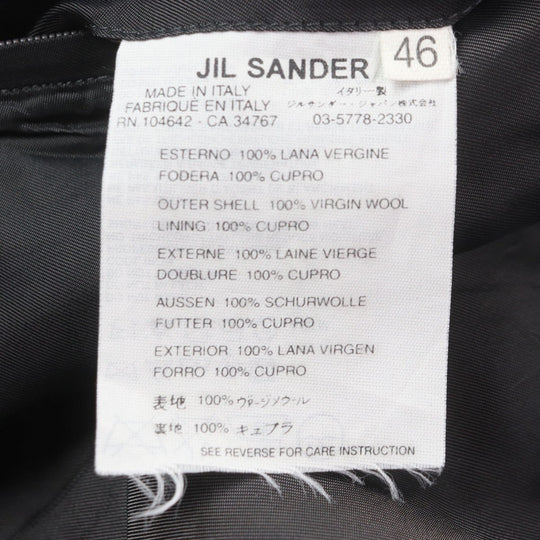 JIL SANDER 46
MADE IN ITALY イタリー製
FABRIQUÉ EN ITALY ジルサンダー・ジャパン株式会社
RN 104642 - CA 34767 03-5778-2330
ESTERNO 100% LANA VERGINE
FODERA 100% CUPRO
OUTER SHELL 100% VIRGIN WOOL
LINING: 100% CUPRO
EXTERNE 100% LAINE VIERGE
DOUBLURE 100% CUPRO
AUSSEN 100% SCHURWOLLE
FUTTER 100% CUPRO
EXTERIOR 100% LANA VIRGEN
FORRO 100% CUPRO
表地 100% ヴァージンウール
裏地 100% キュプラ
SEE REVERSE FOR CARE INSTRUCTION